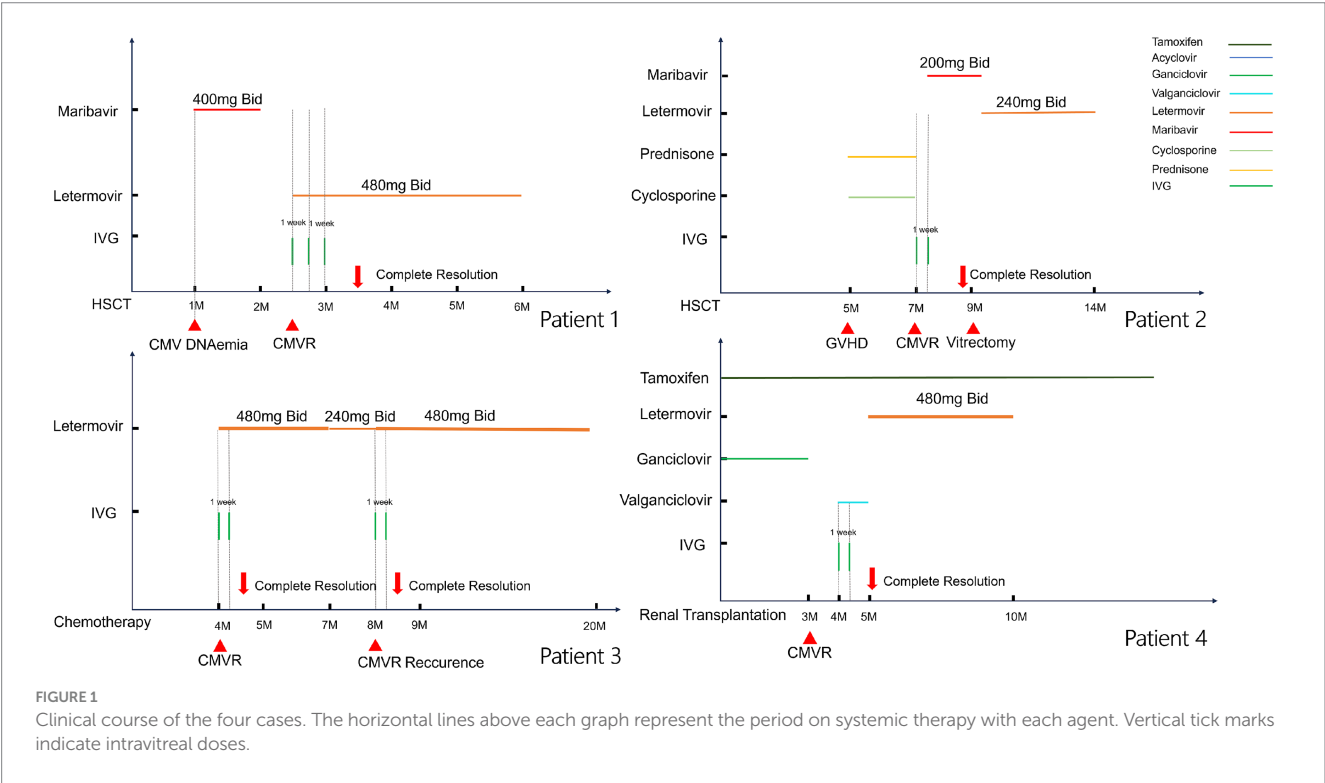 Maribavir
400mg Bid
Letermovir
480mg Bid
1 week 1 week
IVG
Complete Resolution
HSCT
1M 2M 3M 4M 5M 6M
CMV DNAemia
CMVR
Patient 1
Maribavir
200mg Bid
Letermovir
240mg Bid
Prednisone
Cyclosporine
1 week
IVG
Complete Resolution
HSCT
5M 7M 9M 14M
GVHD CMVR Vitrectomy
Patient 2
Tamoxifen
Acyclovir
Ganciclovir
Valganciclovir
Letermovir
Maribavir
Cyclosporine
Prednisone
IVG
480mg Bid 240mg Bid 480mg Bid
Letermovir
1 week 1 week
IVG
Complete Resolution Complete Resolution
Chemotherapy
4M 5M 7M 8M 9M 20M
CMVR CMVR Reccurence
Patient 3
Tamoxifen
Letermovir
480mg Bid
Ganciclovir
Valganciclovir
1 week
IVG
Complete Resolution
Renal Transplantation
3M 4M 5M 10M
CMVR
Patient 4
FIGURE 1
Clinical course of the four cases. The horizontal lines above each graph represent the period on systemic therapy with each agent. Vertical tick marks
indicate intravitreal doses.